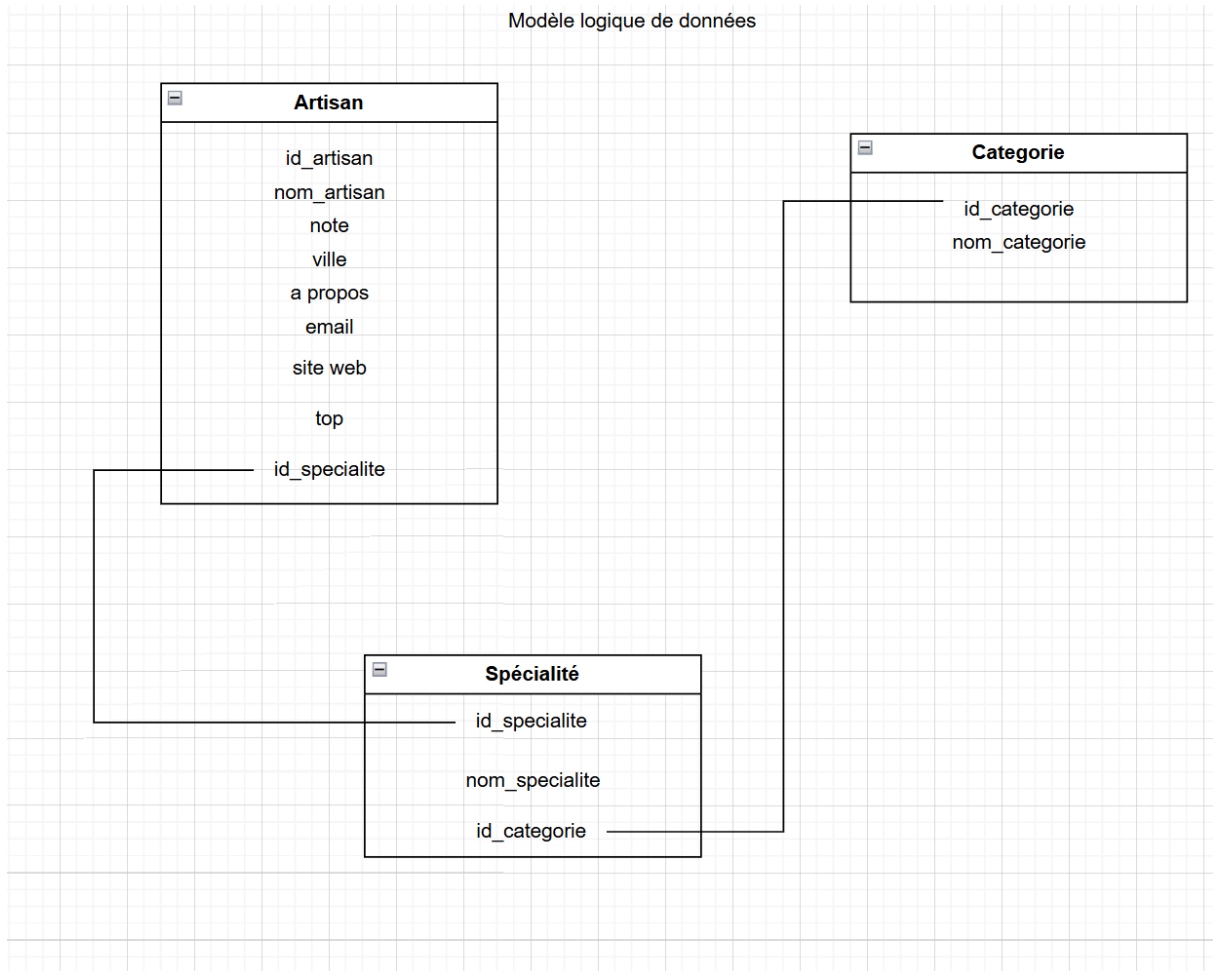 Modèle logique de données
Artisan
id_artisan
nom_artisan
note
ville
a propos
email
site web
top
id_specialite
Categorie
id_categorie
nom_categorie
Spécialité
id_specialite
nom_specialite
id_categorie